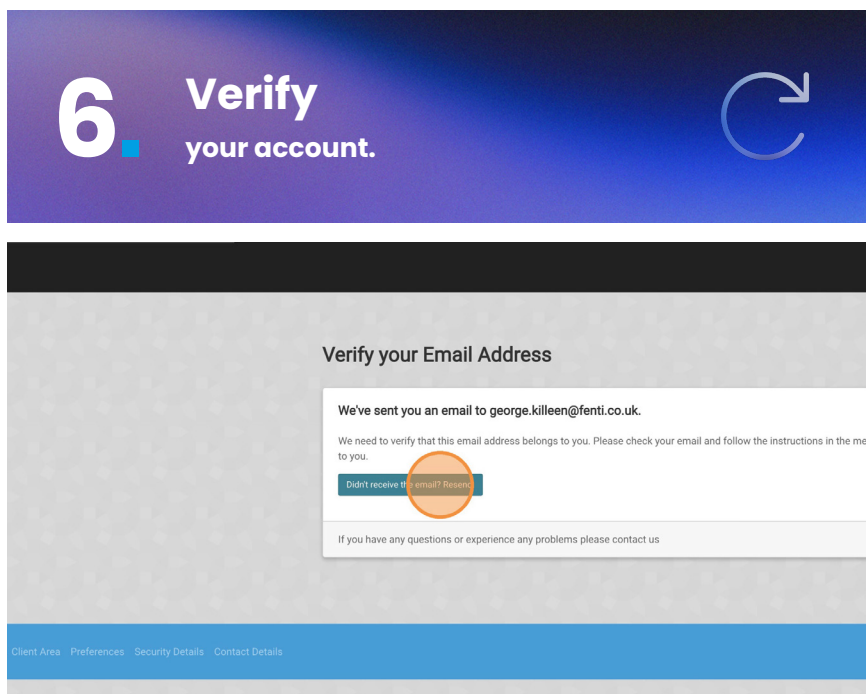 6.
Verify
your account.
Verify your Email Address
We've sent you an email to george.killeen@fenti.co.uk.
We need to verify that this email address belongs to you. Please check your email and follow the instructions in the me
to you.
Didn't receive the email? Resend
If you have any questions or experience any problems please contact us
Client Area Preferences Security Details Contact Details